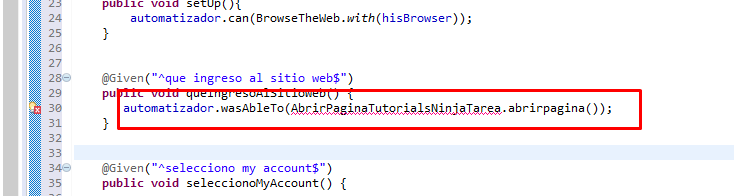 23 public void setUp(){
24 automatizador.can(BrowseTheWeb.with(hisBrowser));
25 }
26
27
28 @Given("^que ingreso al sitio web$")
29 public void queIngresoAlSitioWeb() {
30 automatizador.wasAbleTo(AbrirPaginaTutorialsNinjaTarea.abrirpagina());
31 }
32
33
34 @Given("^selecciono my account$")
35 public void seleccionoMyAccount() {